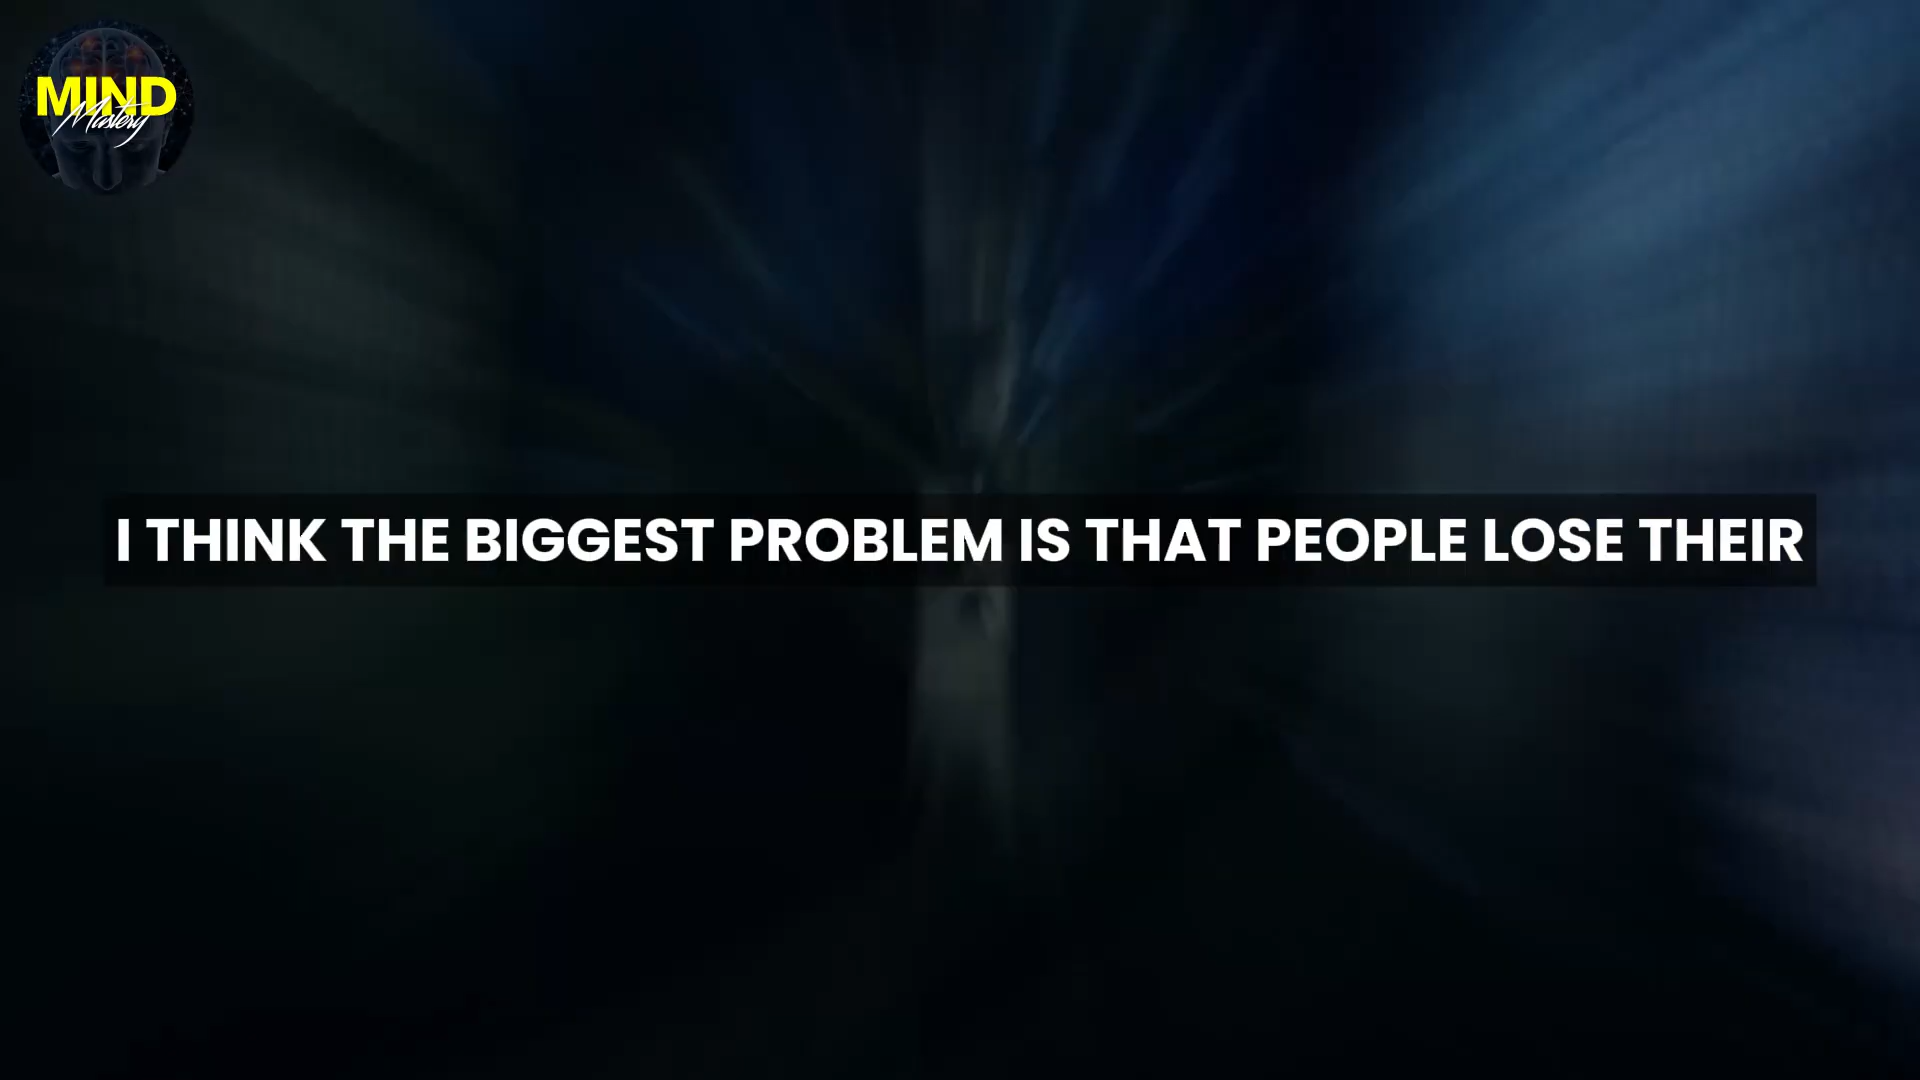 MIND
Mastery
I THINK THE BIGGEST PROBLEM IS THAT PEOPLE LOSE THEIR